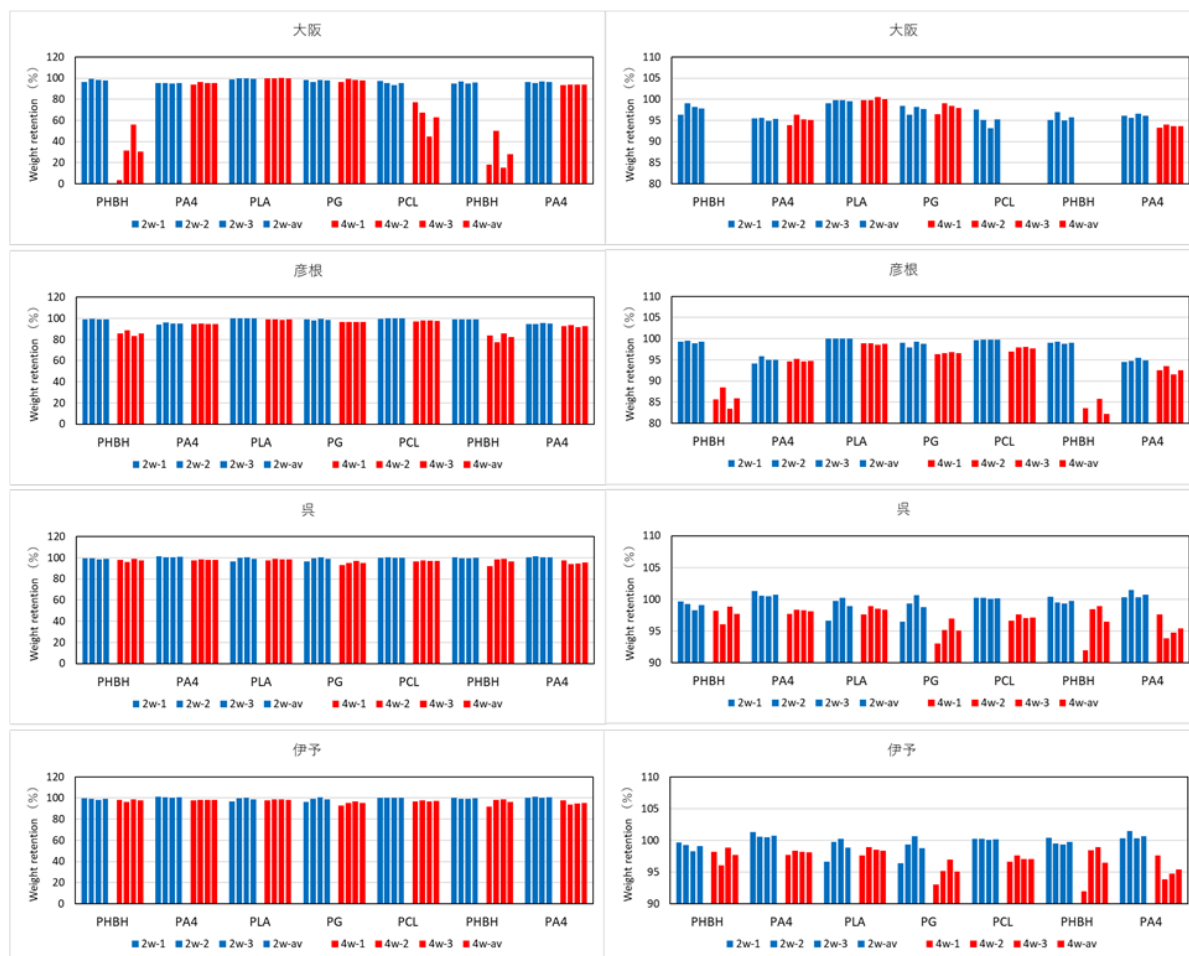 大阪
Weight retention (%)
120
100
80
60
40
20
0
PHBH PA4 PLA PG PCL PHBH PA4
2w-1 2w-2 2w-3 2w-av 4w-1 4w-2 4w-3 4w-av
大阪
Weight retention (%)
110
105
100
95
90
85
80
PHBH PA4 PLA PG PCL PHBH PA4
2w-1 2w-2 2w-3 2w-av 4w-1 4w-2 4w-3 4w-av
彦根
Weight retention (%)
120
100
80
60
40
20
0
PHBH PA4 PLA PG PCL PHBH PA4
2w-1 2w-2 2w-3 2w-av 4w-1 4w-2 4w-3 4w-av
彦根
Weight retention (%)
110
105
100
95
90
85
80
PHBH PA4 PLA PG PCL PHBH PA4
2w-1 2w-2 2w-3 2w-av 4w-1 4w-2 4w-3 4w-av
呉
Weight retention (%)
120
100
80
60
40
20
0
PHBH PA4 PLA PG PCL PHBH PA4
2w-1 2w-2 2w-3 2w-av 4w-1 4w-2 4w-3 4w-av
呉
Weight retention (%)
110
105
100
95
90
PHBH PA4 PLA PG PCL PHBH PA4
2w-1 2w-2 2w-3 2w-av 4w-1 4w-2 4w-3 4w-av
伊予
Weight retention (%)
120
100
80
60
40
20
0
PHBH PA4 PLA PG PCL PHBH PA4
2w-1 2w-2 2w-3 2w-av 4w-1 4w-2 4w-3 4w-av
伊予
Weight retention (%)
110
105
100
95
90
PHBH PA4 PLA PG PCL PHBH PA4
2w-1 2w-2 2w-3 2w-av 4w-1 4w-2 4w-3 4w-av